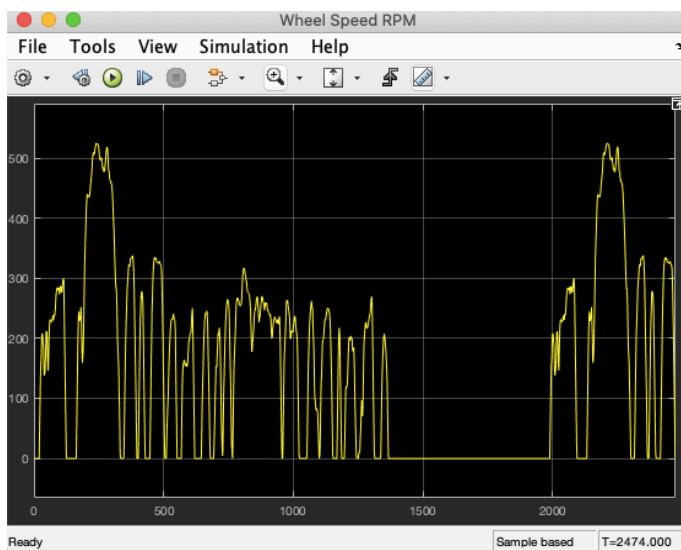 Wheel Speed RPM
File Tools View Simulation Help
500
400
300
200
100
0
0 500 1000 1500 2000
Ready Sample based T=2474.000